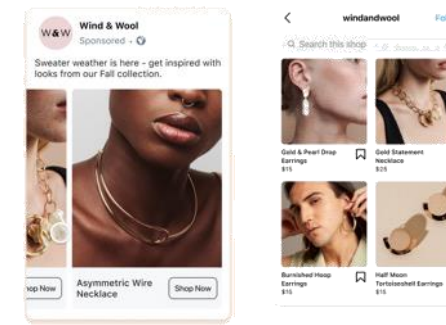 W&W
Wind & Wool
Sponsored
Sweater weather is here - get inspired with
looks from our Fall collection.
Now
Asymmetric Wire
Necklace
Shop Now
windandwool
Search this shop
Gold & Pearl Drop
Earrings
$15
Gold Statement
Necklace
$25
Burnished Hoop
Earrings
$15
Half Moon
Tortoiseshell Earrings
$15